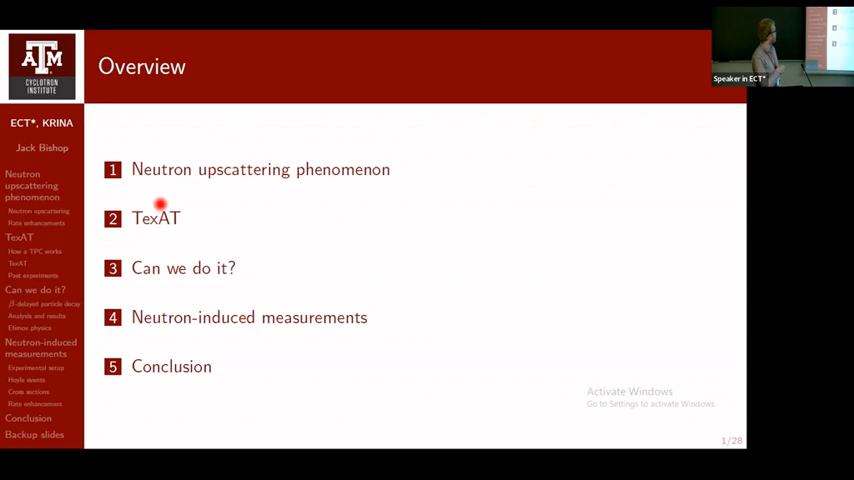 ATM
CYCLOTRON
INSTITUTE
Overview
Speaker in ECT*
ECT*, KRINA
Jack Bishop
Neutron
upscattering
phenomenon
Neutron upscattering
Rate enhancements
TexAT
How a TPC works
TexAT
Past experiments
Can we do it?
β-delayed particle decay
Analysis and results
Efimov physics
Neutron-induced
measurements
Experimental setup
Hoyle events
Cross sections
Rate enhancement
Conclusion
Backup slides
1 Neutron upscattering phenomenon
2 TexAT
3 Can we do it?
4 Neutron-induced measurements
5 Conclusion
Activate Windows
Go to Settings to activate Windows.
1/28